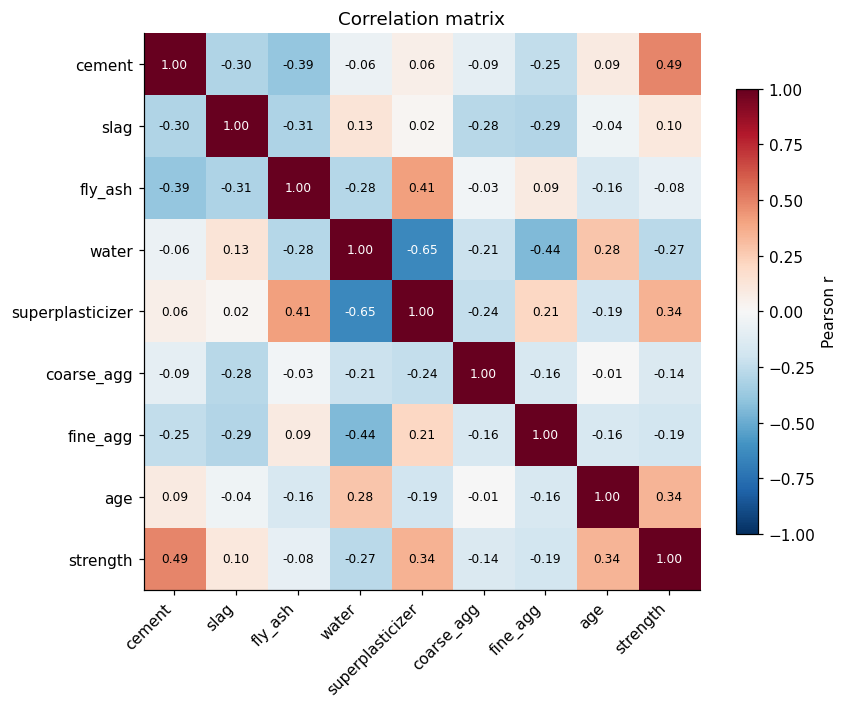 Correlation matrix
cement 1.00 -0.30 -0.39 -0.06 0.06 -0.09 -0.25 0.09 0.49
slag -0.30 1.00 -0.31 0.13 0.02 -0.28 -0.29 -0.04 0.10
fly_ash -0.39 -0.31 1.00 -0.28 0.41 -0.03 0.09 -0.16 -0.08
water -0.06 0.13 -0.28 1.00 -0.65 -0.21 -0.44 0.28 -0.27
superplasticizer 0.06 0.02 0.41 -0.65 1.00 -0.24 0.21 -0.19 0.34
coarse_agg -0.09 -0.28 -0.03 -0.21 -0.24 1.00 -0.16 -0.01 -0.14
fine_agg -0.25 -0.29 0.09 -0.44 0.21 -0.16 1.00 -0.16 -0.19
age 0.09 -0.04 -0.16 0.28 -0.19 -0.01 -0.16 1.00 0.34
strength 0.49 0.10 -0.08 -0.27 0.34 -0.14 -0.19 0.34 1.00
cement slag fly_ash water superplasticizer coarse_agg fine_agg age strength
1.00
0.75
0.50
0.25
0.00
−0.25
−0.50
−0.75
−1.00
Pearson r